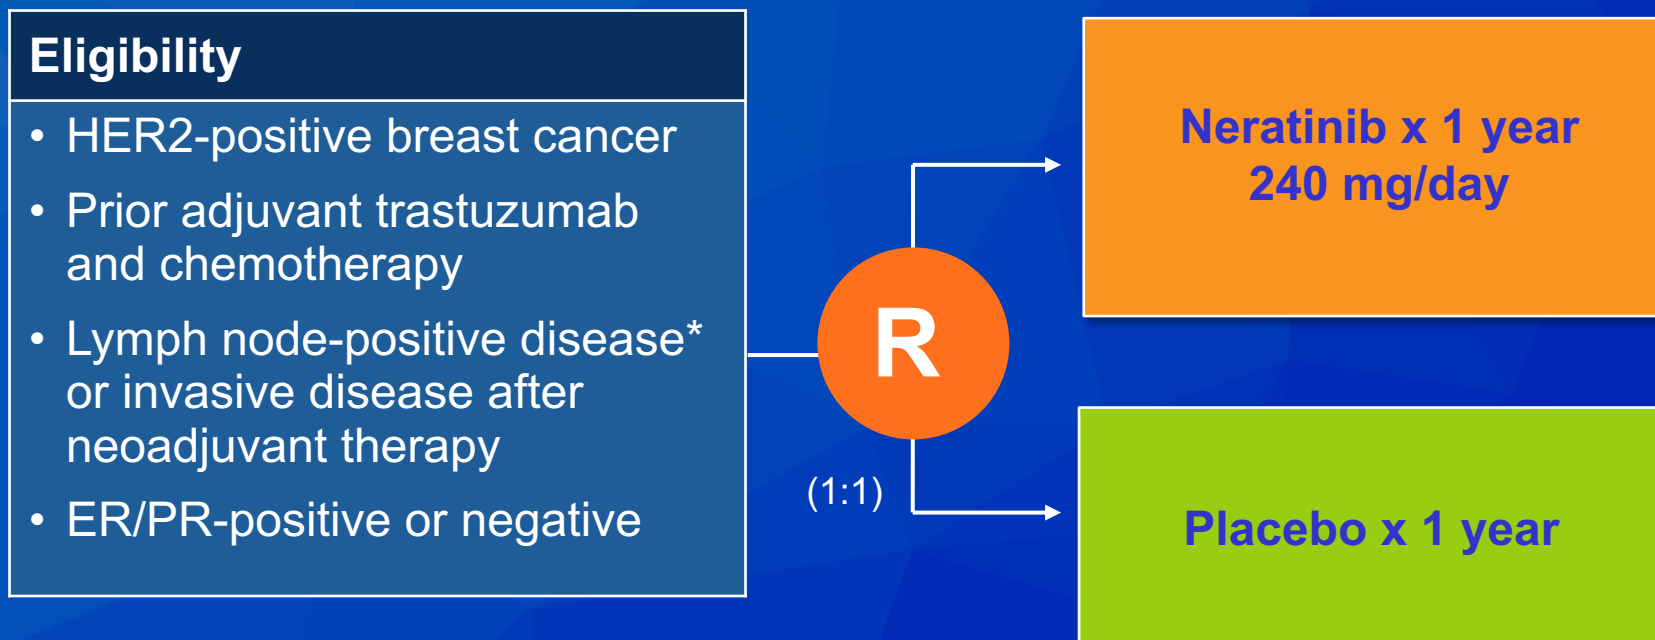 Eligibility
• HER2-positive breast cancer
• Prior adjuvant trastuzumab
and chemotherapy
• Lymph node-positive disease*
or invasive disease after
neoadjuvant therapy
• ER/PR-positive or negative
R
(1:1)
Neratinib x 1 year
240 mg/day
Placebo x 1 year